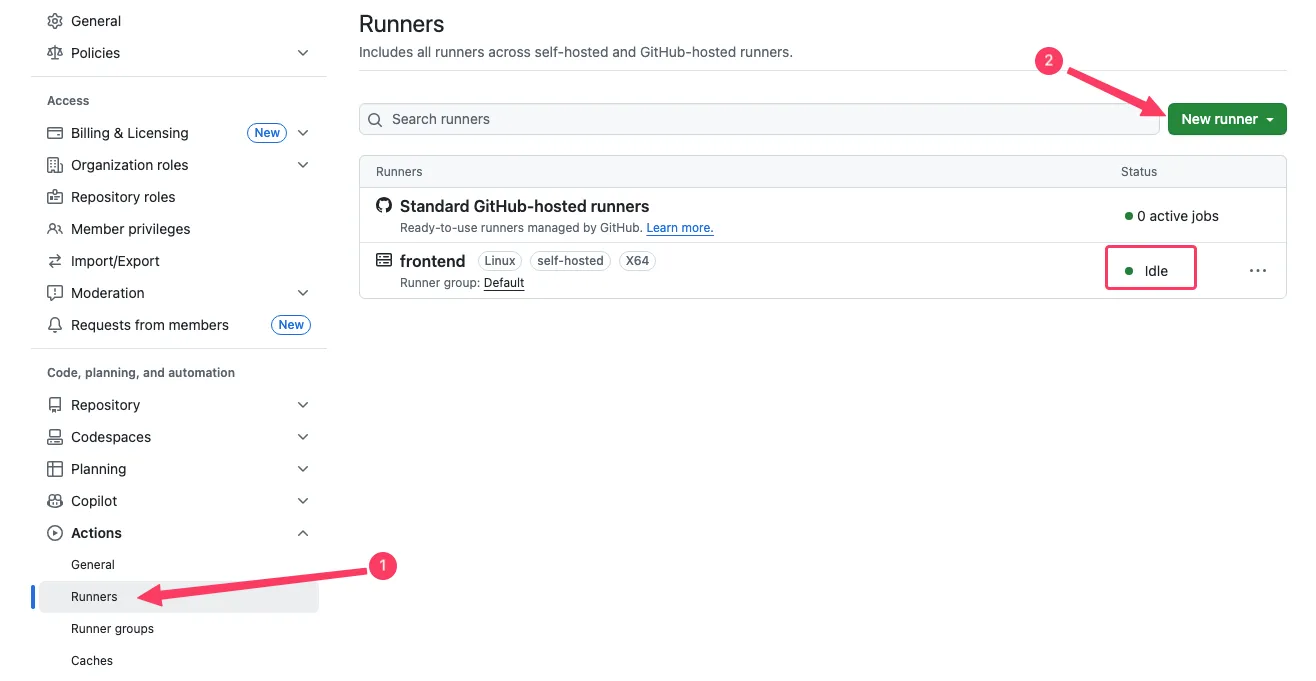 General
Policies
Access
Billing & Licensing New
Organization roles
Repository roles
Member privileges
Import/Export
Moderation
Requests from members New
Code, planning, and automation
Repository
Codespaces
Planning
Copilot
Actions
General
Runners
Runner groups
Caches
1
Runners
Includes all runners across self-hosted and GitHub-hosted runners.
2
Search runners
New runner
Runners Status
Standard GitHub-hosted runners
Ready-to-use runners managed by GitHub. Learn more.
0 active jobs
frontend Linux self-hosted X64
Runner group: Default
Idle